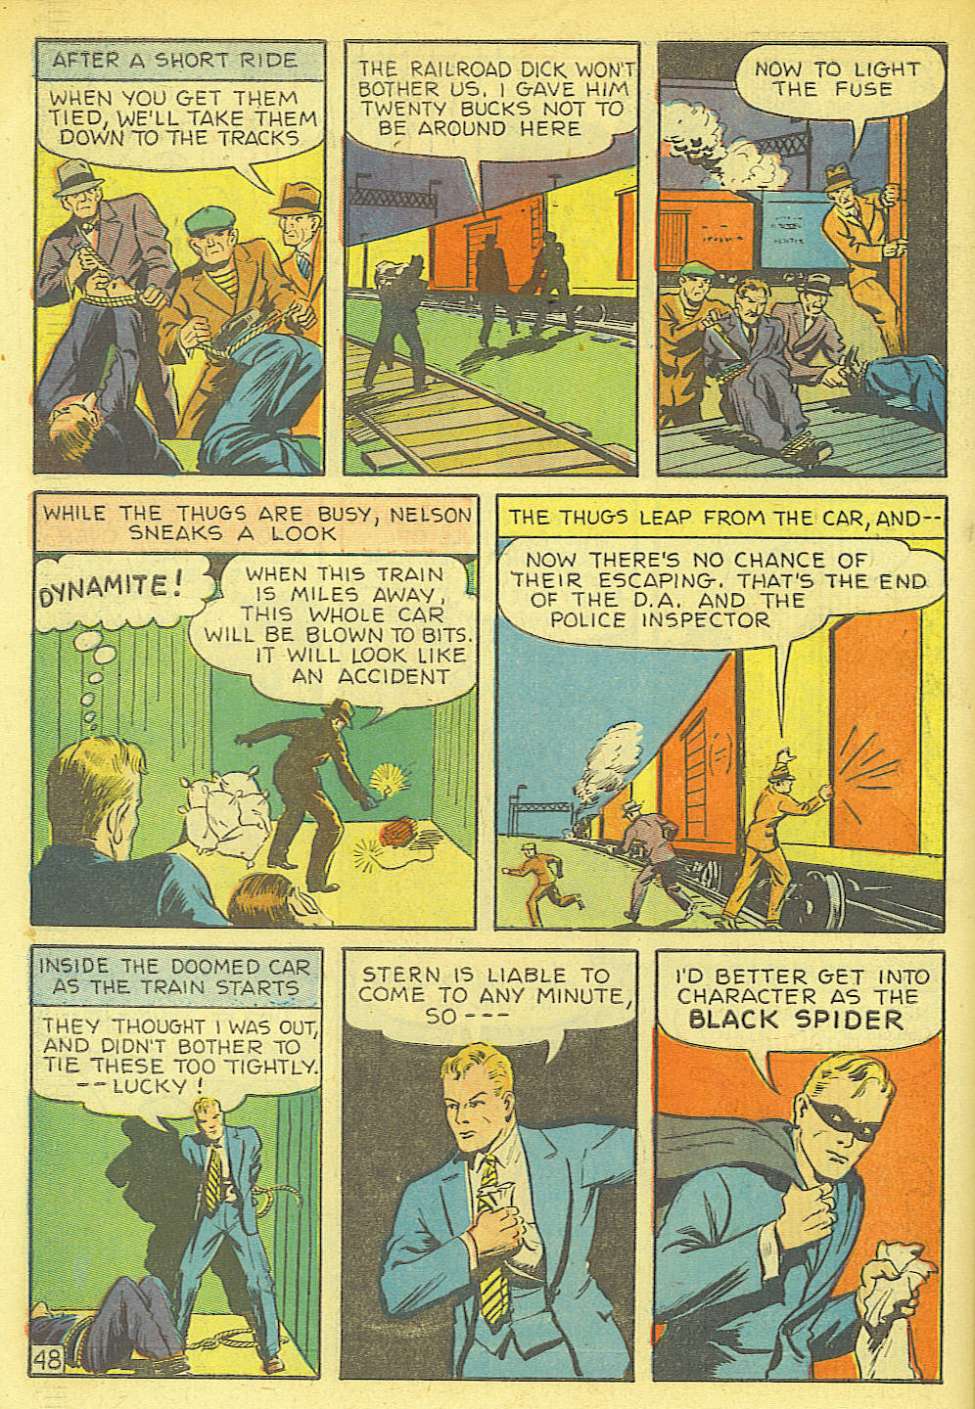 AFTER A SHORT RIDE
WHEN YOU GET THEM
TIED, WE'LL TAKE THEM
DOWN TO THE TRACKS
THE RAILROAD DICK WON'T
BOTHER US. I GAVE HIM
TWENTY BUCKS NOT TO
BE AROUND HERE
NOW TO LIGHT
THE FUSE
WHILE THE THUGS ARE BUSY, NELSON
SNEAKS A LOOK
DYNAMITE!
WHEN THIS TRAIN
IS MILES AWAY,
THIS WHOLE CAR
WILL BE BLOWN TO BITS.
IT WILL LOOK LIKE
AN ACCIDENT
THE THUGS LEAP FROM THE CAR, AND--
NOW THERE'S NO CHANCE OF
THEIR ESCAPING. THAT'S THE END
OF THE D.A. AND THE
POLICE INSPECTOR
INSIDE THE DOOMED CAR
AS THE TRAIN STARTS
THEY THOUGHT I WAS OUT,
AND DIDN'T BOTHER TO
TIE THESE TOO TIGHTLY.
--LUCKY!
48
STERN IS LIABLE TO
COME TO ANY MINUTE,
SO---
I'D BETTER GET INTO
CHARACTER AS THE
BLACK SPIDER